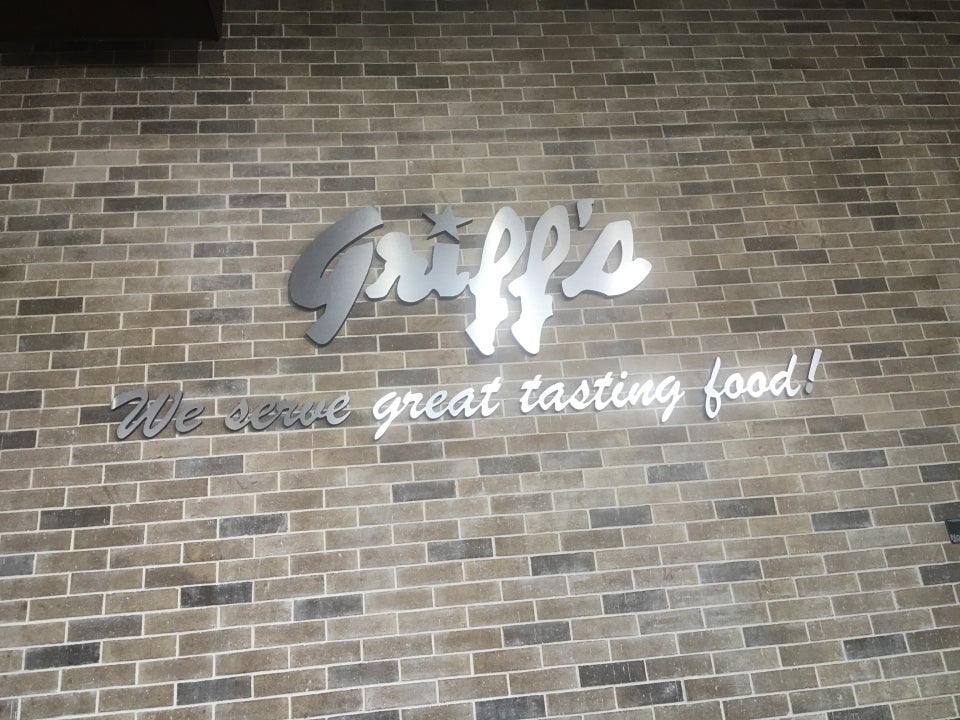 Griff's
We serve great tasting food!